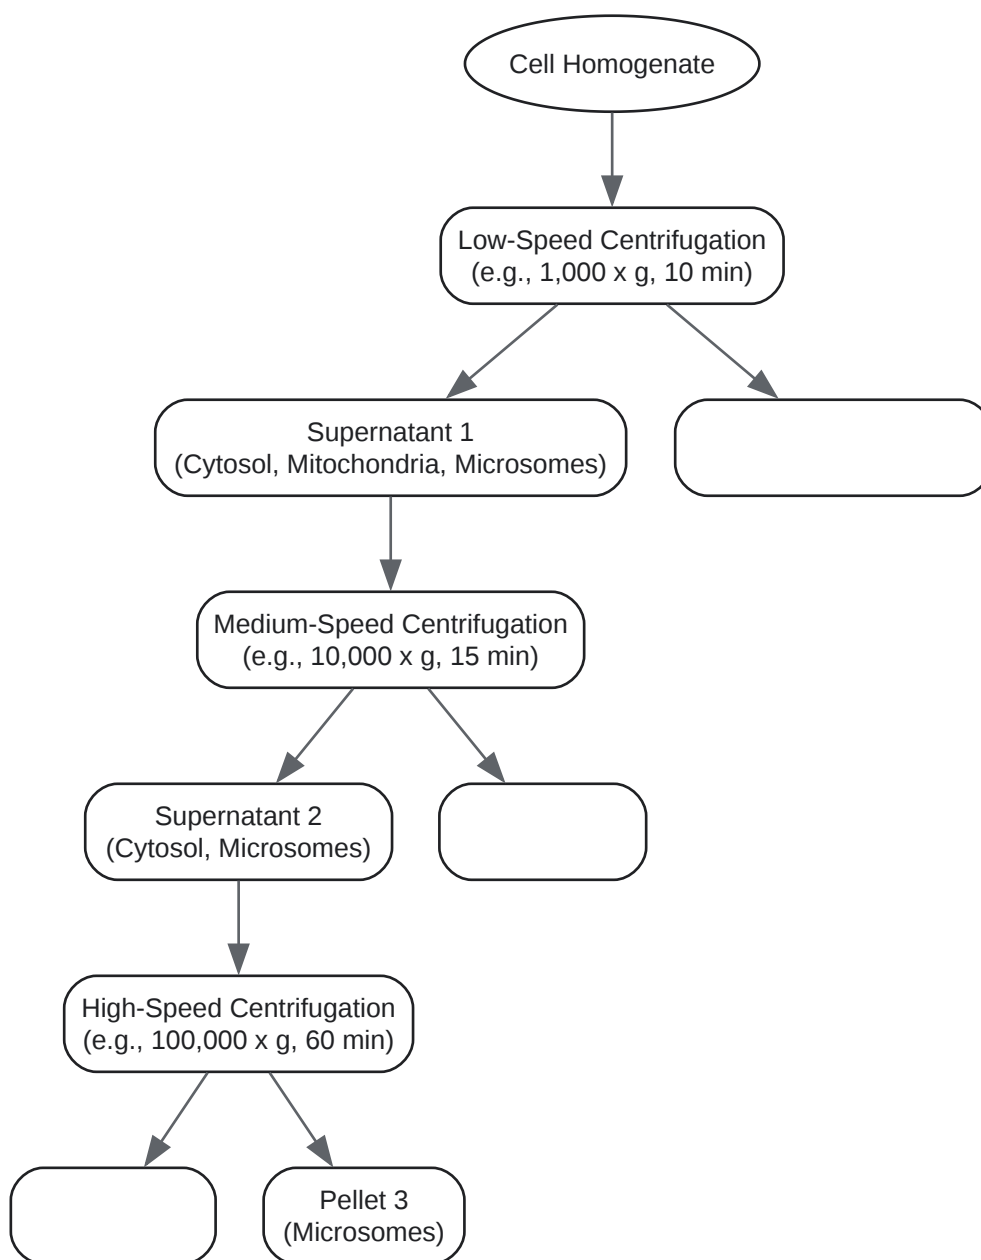 Cell Homogenate
Low-Speed Centrifugation
(e.g., 1,000 x g, 10 min)
Supernatant 1
(Cytosol, Mitochondria, Microsomes)
Medium-Speed Centrifugation
(e.g., 10,000 x g, 15 min)
Supernatant 2
(Cytosol, Microsomes)
High-Speed Centrifugation
(e.g., 100,000 x g, 60 min)
Pellet 3
(Microsomes)